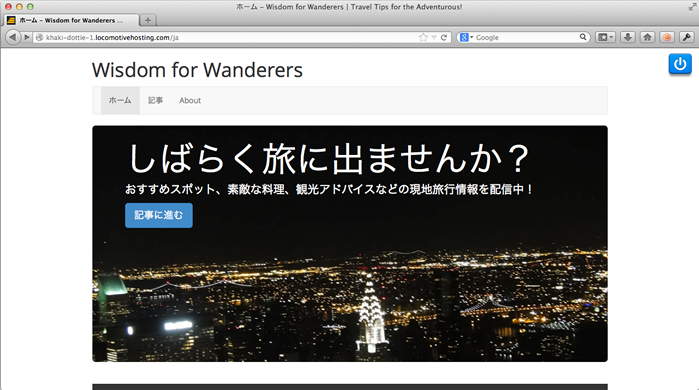 ホーム – Wisdom for Wanderers | Travel Tips for the Adventurous!
ホーム – Wisdom for Wanderers ...
khaki-dottie-1.locomotivehosting.com/ja
Google
Wisdom for Wanderers
ホーム 記事 About
しばらく旅に出ませんか？
おすすめスポット、素敵な料理、観光アドバイスなどの現地旅行情報を配信中！
記事に進む